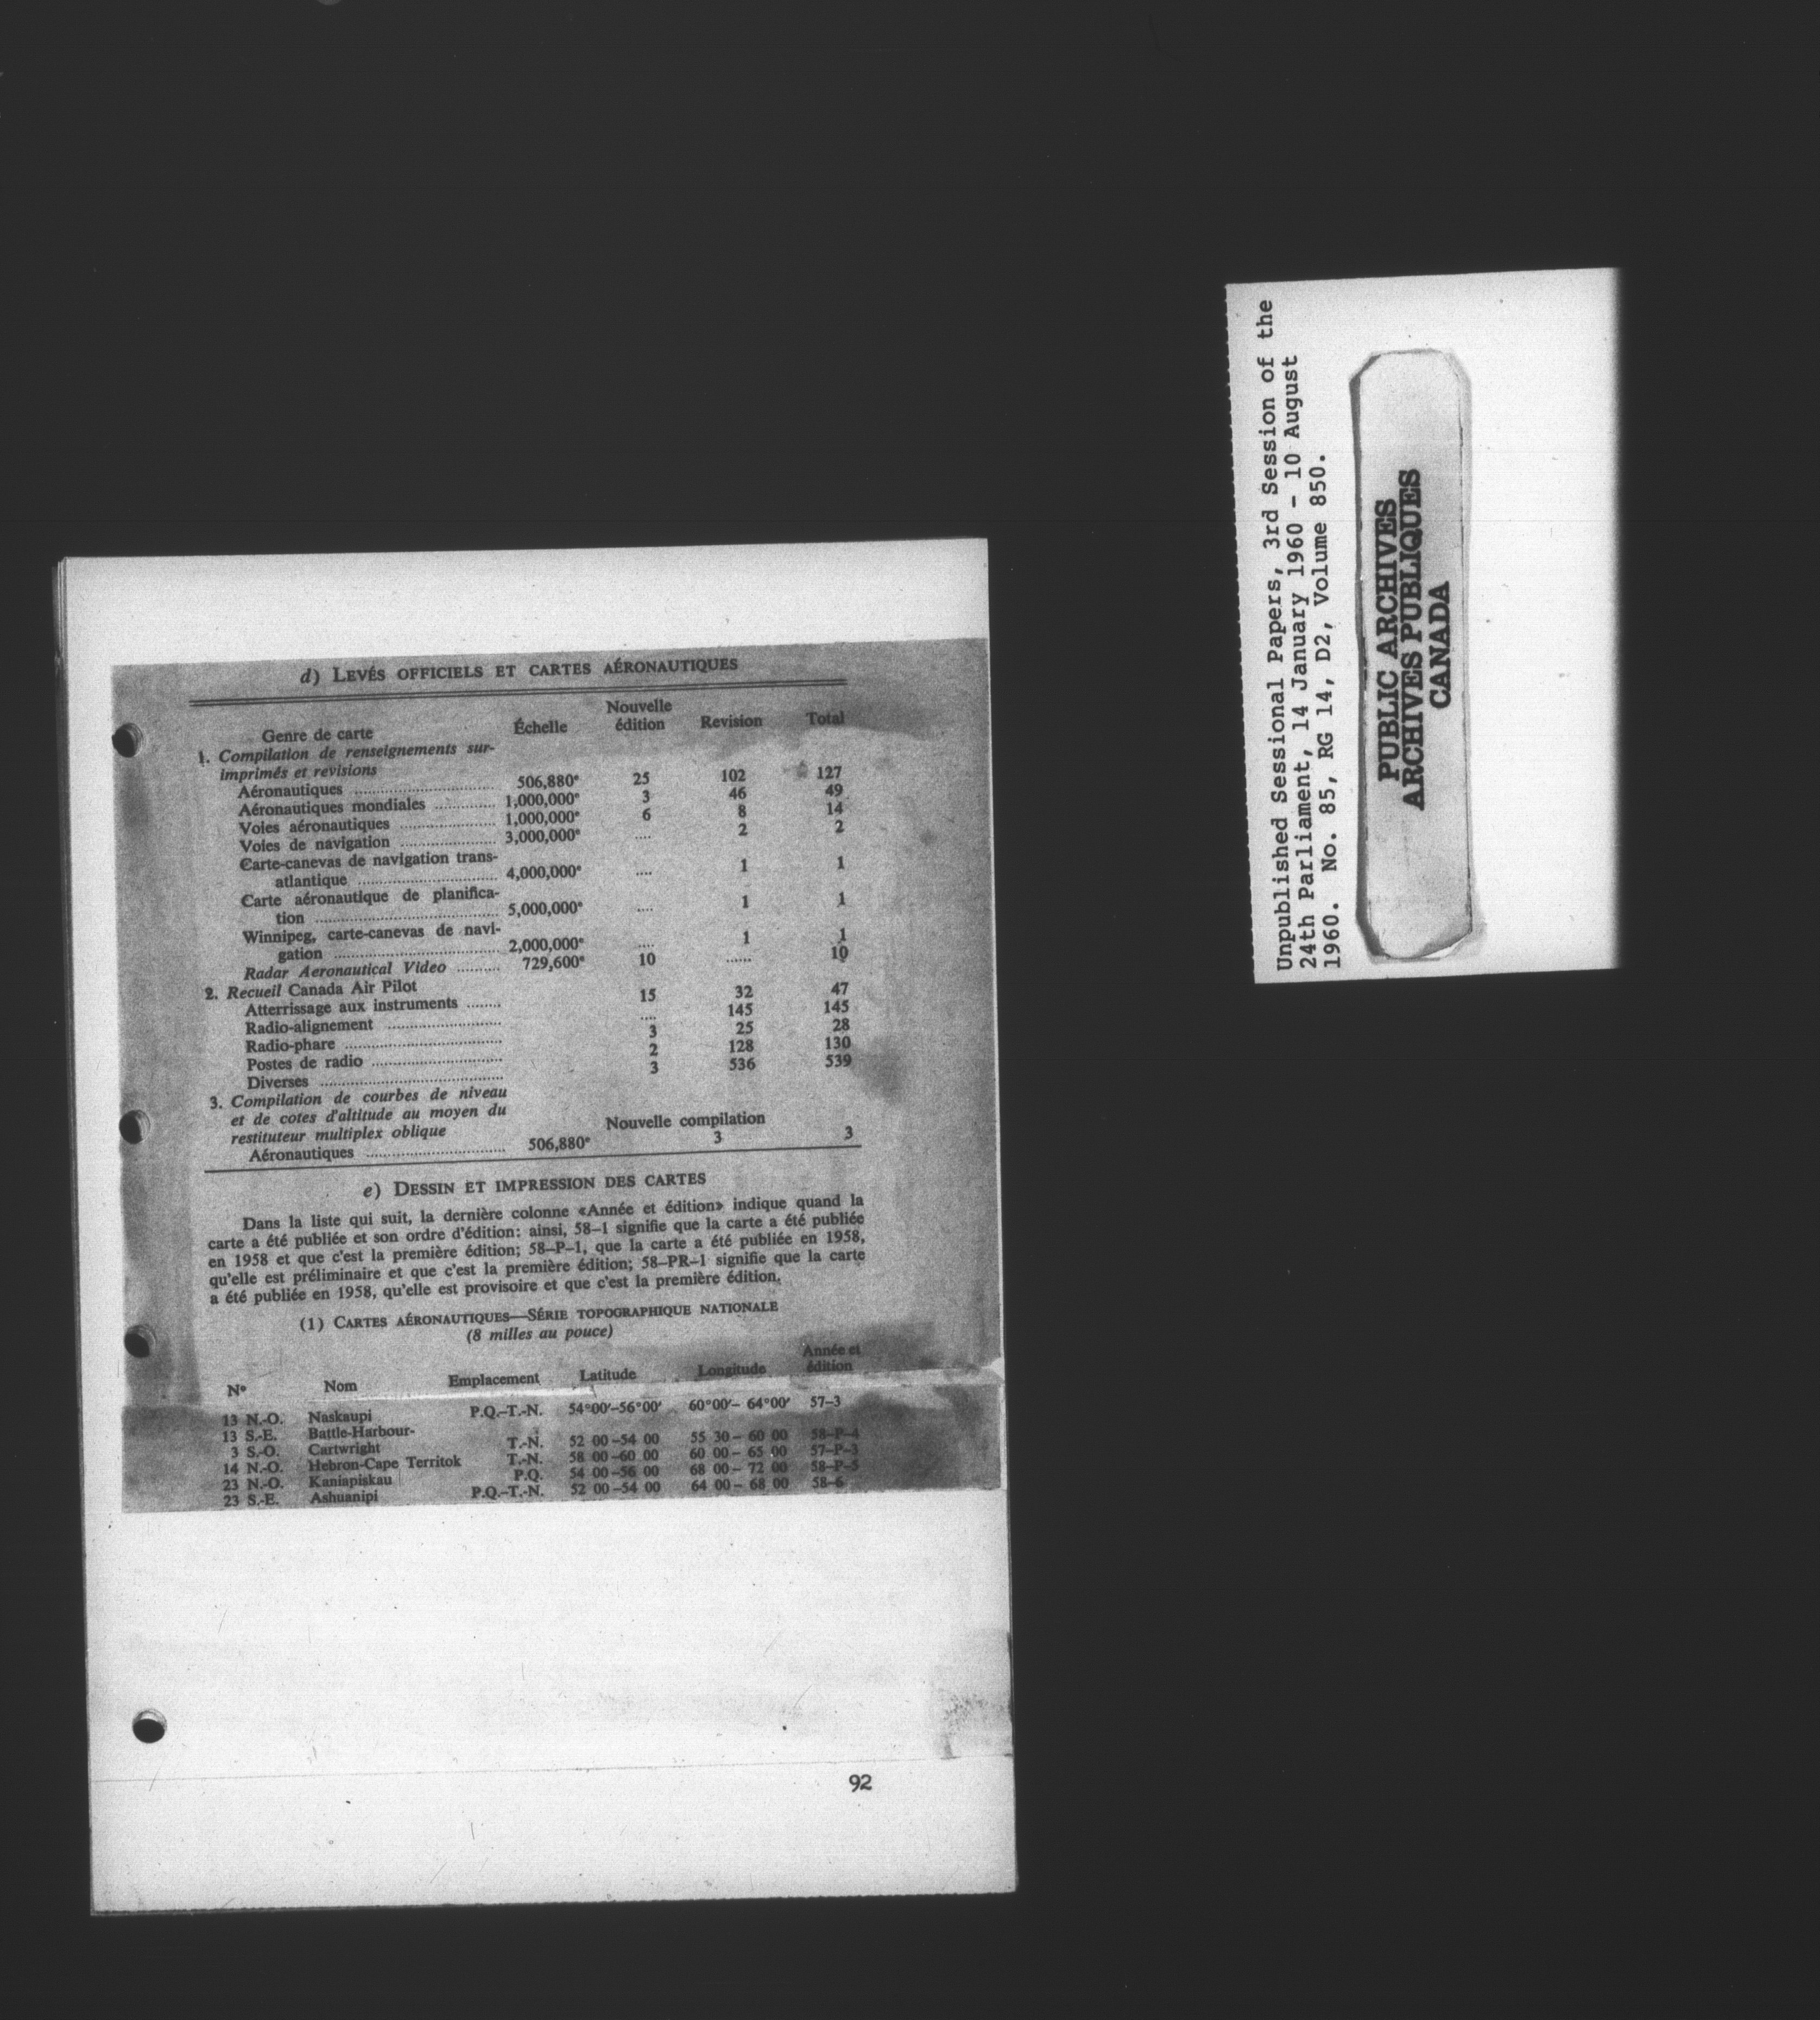 d) LEVÉS OFFICIELS ET CARTES AÉRONAUTIQUES
Genre de carte Échelle Nouvelle édition Revision Total
1. Compilation de renseignements sur-
imprimés et revisions
Aéronautiques .............................. 506,880ᵉ 25 102 127
Aéronautiques mondiales ............. 1,000,000ᵉ 3 46 49
Voies aéronautiques .................... 1,000,000ᵉ 6 8 14
Voies de navigation .................... 3,000,000ᵉ .... 2 2
Carte-canevas de navigation trans-
atlantique .............................. 4,000,000ᵉ .... 1 1
Carte aéronautique de planifica-
tion ....................................... 5,000,000ᵉ .... 1 1
Winnipeg, carte-canevas de navi-
gation ................................... 2,000,000ᵉ .... 1 1
Radar Aeronautical Video .......... 729,600ᵉ 10 ...... 10
2. Recueil Canada Air Pilot
Atterrissage aux instruments ........ 15 32 47
Radio-alignement ......................... .... 145 145
Radio-phare .................................. 3 25 28
Postes de radio ............................ 2 128 130
Diverses ........................................ 3 536 539
3. Compilation de courbes de niveau
et de cotes d'altitude au moyen du
restituteur multiplex oblique Nouvelle compilation
Aéronautiques .............................. 506,880ᵉ 3 3
e) DESSIN ET IMPRESSION DES CARTES
Dans la liste qui suit, la dernière colonne «Année et édition» indique quand la
carte a été publiée et son ordre d'édition: ainsi, 58–1 signifie que la carte a été publiée
en 1958 et que c'est la première édition; 58–P–1, que la carte a été publiée en 1958,
qu'elle est préliminaire et que c'est la première édition; 58–PR–1 signifie que la carte
a été publiée en 1958, qu'elle est provisoire et que c'est la première édition.
(1) CARTES AÉRONAUTIQUES—SÉRIE TOPOGRAPHIQUE NATIONALE
(8 milles au pouce)
Nº Nom Emplacement Latitude Longitude Année et édition
13 N.-O. Naskaupi P.Q.–T.-N. 54°00′–56°00′ 60°00′– 64°00′ 57–3
13 S.-E. Battle-Harbour-
3 S.-O. Cartwright T.-N. 52 00 –54 00 55 30 – 60 00 58–P–4
14 N.-O. Hebron-Cape Territok T.-N. 58 00 –60 00 60 00 – 65 00 57–P–3
23 N.-O. Kaniapiskau P.Q. 54 00 –56 00 68 00 – 72 00 58–P–5
23 S.-E. Ashuanipi P.Q.–T.-N. 52 00 –54 00 64 00 – 68 00 58–6
92
Unpublished Sessional Papers, 3rd Session of the
24th Parliament, 14 January 1960 - 10 August
1960. No. 85, RG 14, D2, Volume 850.
PUBLIC ARCHIVES
ARCHIVES PUBLIQUES
CANADA